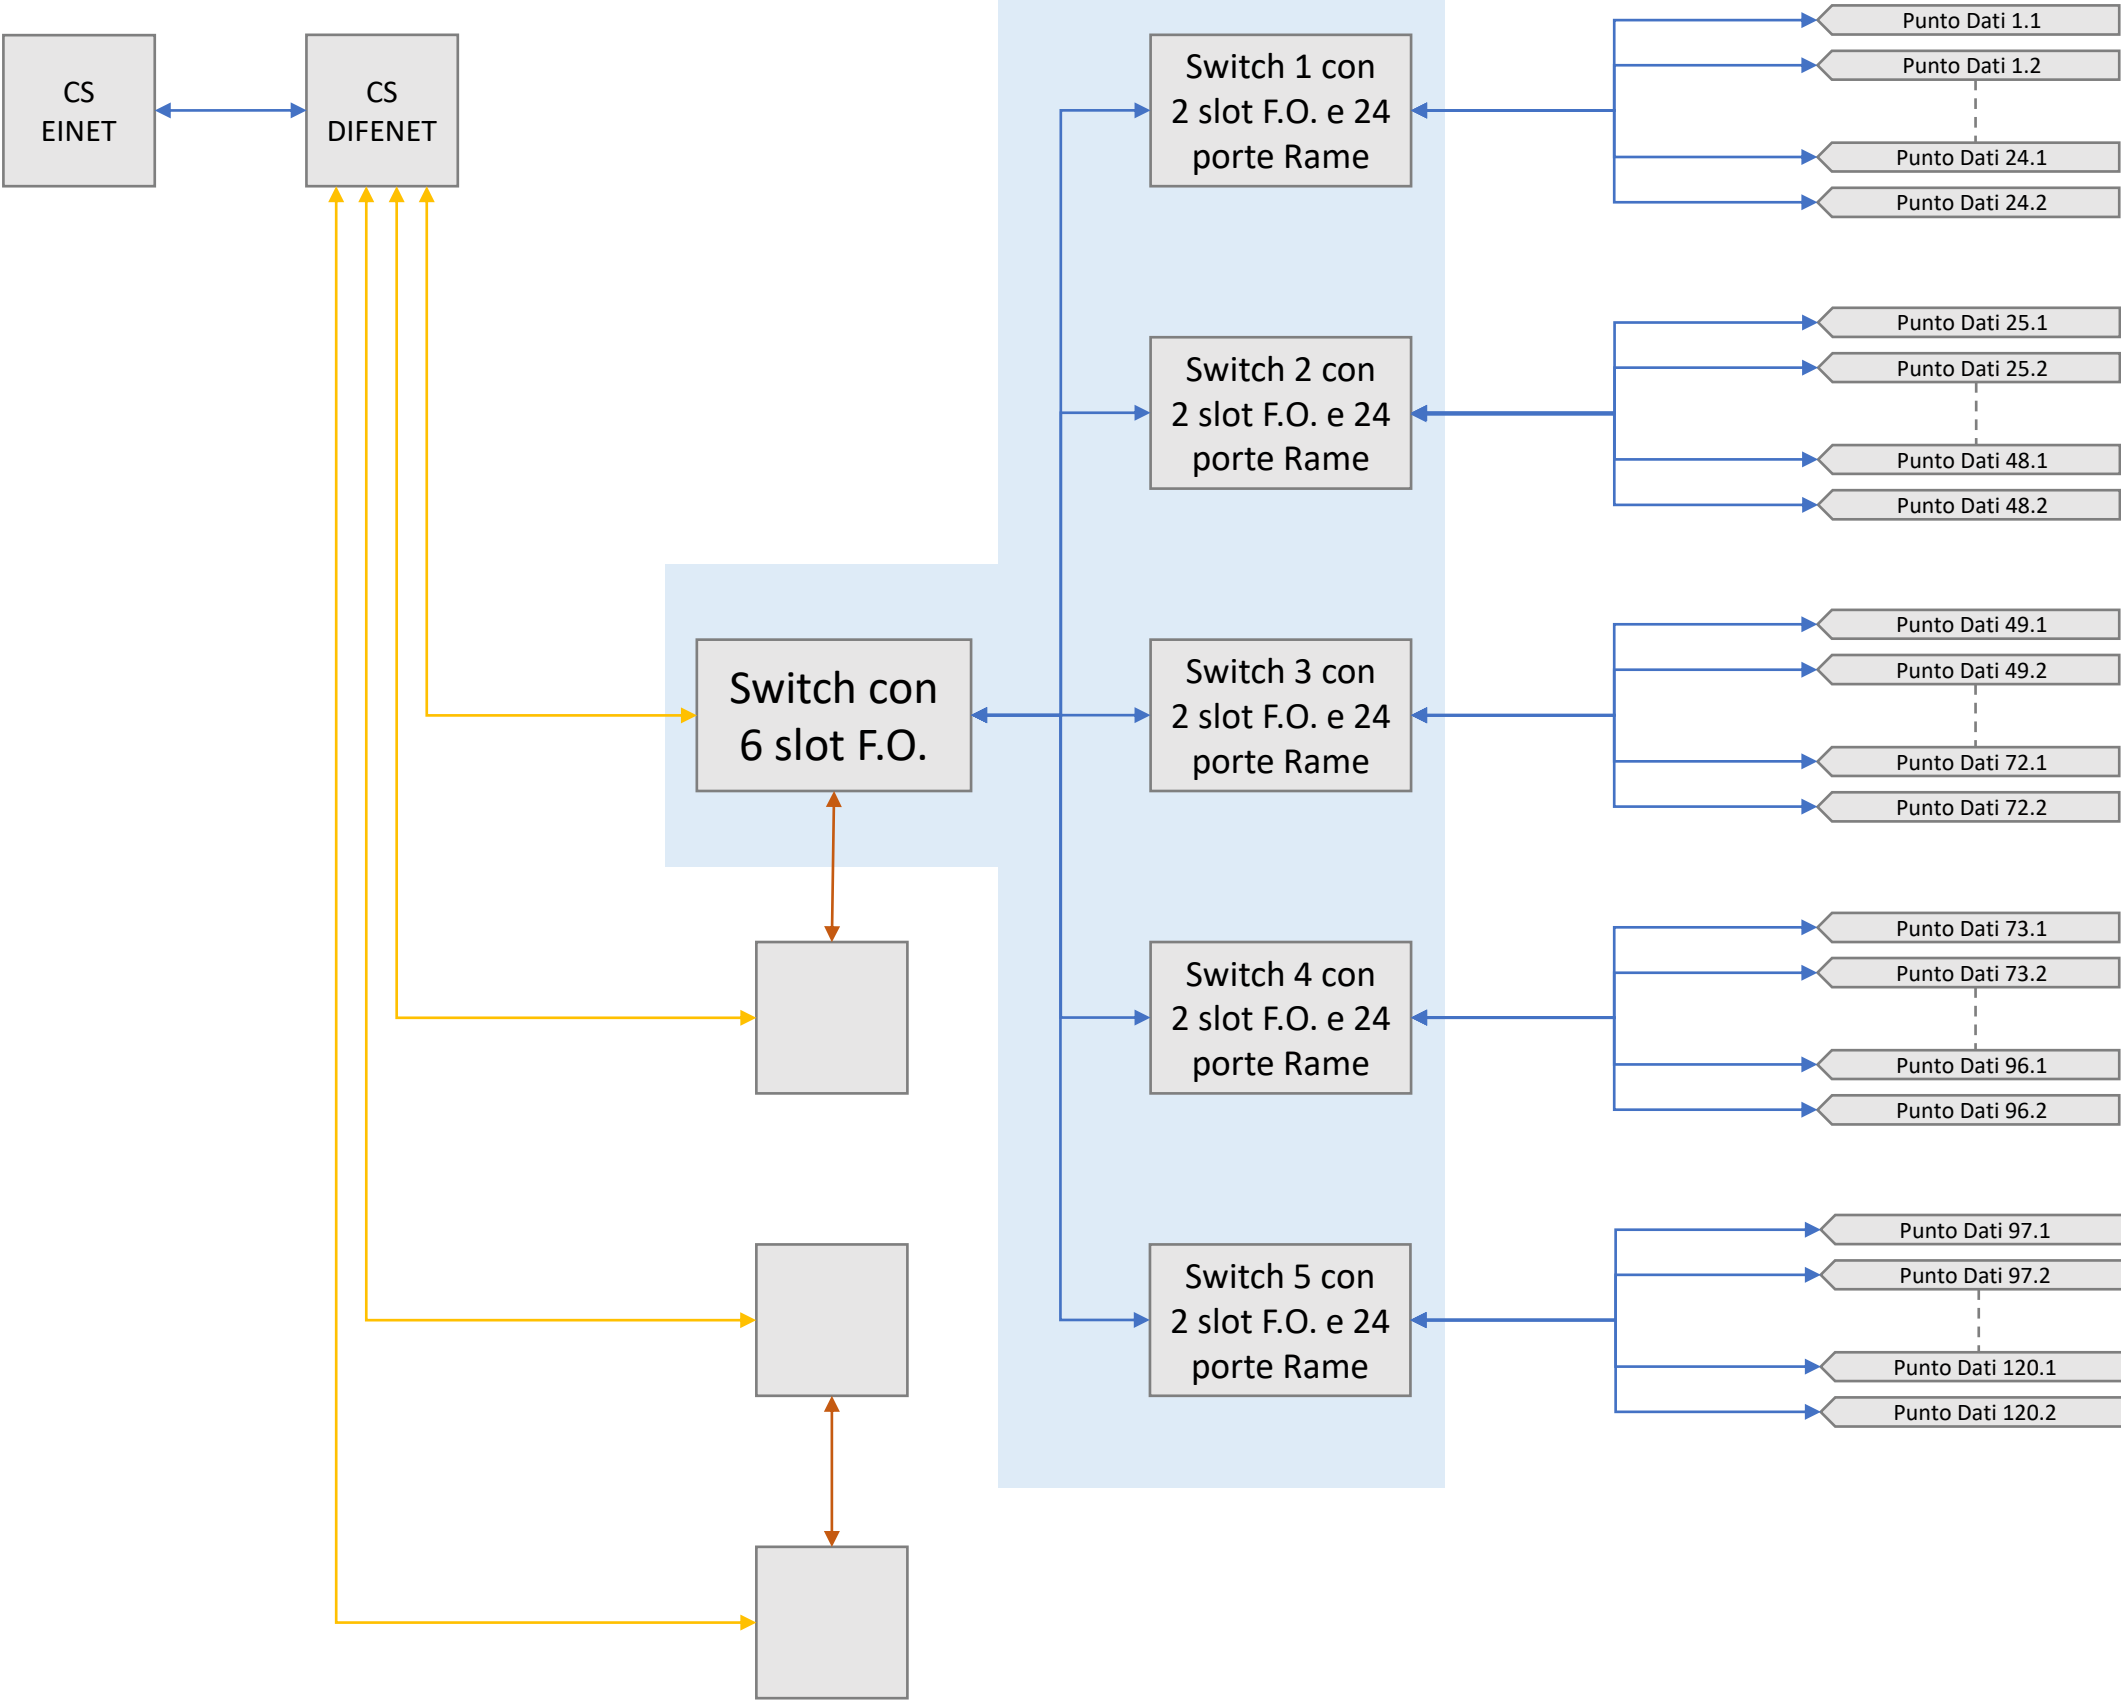 CS
EINET
CS
DIFENET
Switch 1 con
2 slot F.O. e 24
porte Rame
Punto Dati 1.1
Punto Dati 1.2
Punto Dati 24.1
Punto Dati 24.2
Switch 2 con
2 slot F.O. e 24
porte Rame
Punto Dati 25.1
Punto Dati 25.2
Punto Dati 48.1
Punto Dati 48.2
Switch con
6 slot F.O.
Switch 3 con
2 slot F.O. e 24
porte Rame
Punto Dati 49.1
Punto Dati 49.2
Punto Dati 72.1
Punto Dati 72.2
Switch 4 con
2 slot F.O. e 24
porte Rame
Punto Dati 73.1
Punto Dati 73.2
Punto Dati 96.1
Punto Dati 96.2
Switch 5 con
2 slot F.O. e 24
porte Rame
Punto Dati 97.1
Punto Dati 97.2
Punto Dati 120.1
Punto Dati 120.2